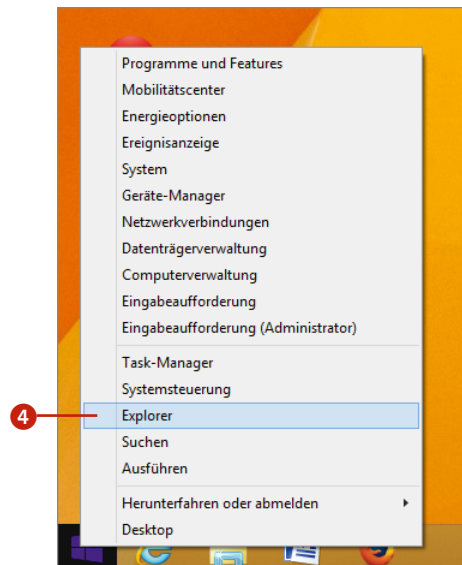 Programme und Features
Mobilitätscenter
Energieoptionen
Ereignisanzeige
System
Geräte-Manager
Netzwerkverbindungen
Datenträgerverwaltung
Computerverwaltung
Eingabeaufforderung
Eingabeaufforderung (Administrator)
Task-Manager
Systemsteuerung
4 Explorer
Suchen
Ausführen
Herunterfahren oder abmelden
Desktop